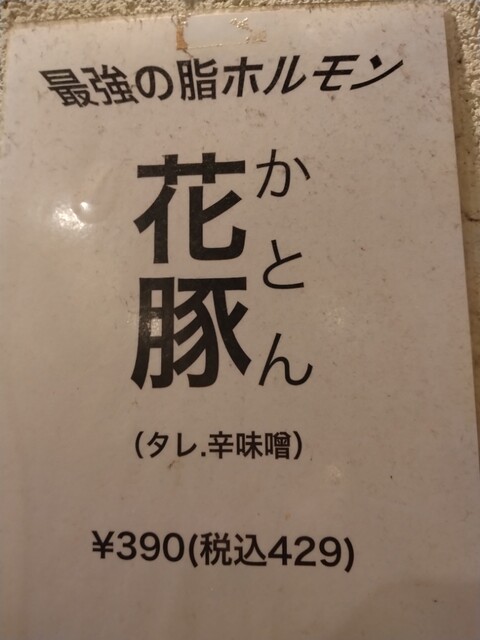 最強の脂ホルモン
花豚
かとん
（タレ.辛味噌）
¥390(税込429)